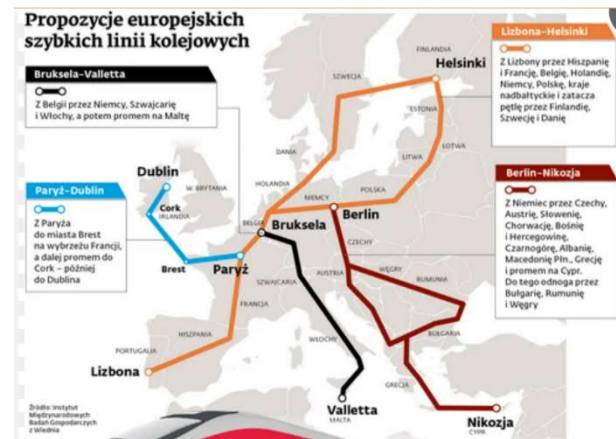 Propozycje europejskich
szybkich linii kolejowych
Bruksela–Valletta
Z Belgii przez Niemcy, Szwajcarię
i Włochy, a potem promem na Maltę
Lizbona–Helsinki
Z Lizbony przez Hiszpanię
i Francję, Belgię, Holandię,
Niemcy, Polskę, kraje
nadbałtyckie i zatacza
pętlę przez Finlandię,
Szwecję i Danię
Paryż–Dublin
Z Paryża
do miasta Brest
na wybrzeżu Francji,
a dalej promem do
Cork – później
do Dublina
Berlin–Nikozja
Z Niemiec przez Czechy,
Austrię, Słowenię,
Chorwację, Bośnię
i Hercegowinę,
Czarnogórę, Albanię,
Macedonię Płn., Grecję
i promem na Cypr.
Do tego odnoga przez
Bułgarię, Rumunię
i Węgry
FINLANDIA
Helsinki
SZWECJA
ESTONIA
ŁOTWA
LITWA
DANIA
Dublin
W. BRYTANIA
HOLANDIA
Cork
IRLANDIA
NIEMCY
POLSKA
Berlin
BELGIA
Bruksela
CZECHY
Brest
Paryż
AUSTRIA
WĘGRY
SZWAJCARIA
RUMUNIA
FRANCJA
HISZPANIA
WŁOCHY
BUŁGARIA
PORTUGALIA
Lizbona
GRECJA
Valletta
MALTA
Nikozja
CYPR
Źródło: Instytut
Międzynarodowych
Badań Gospodarczych
z Wiednia